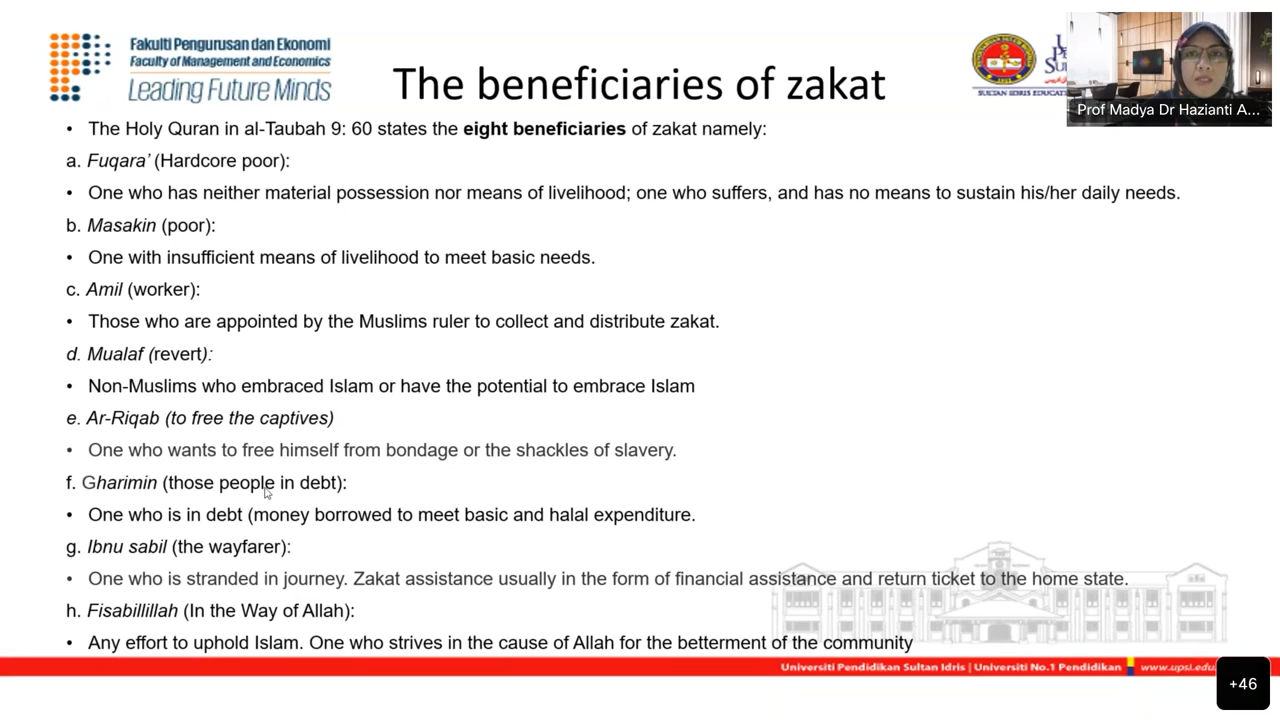 Fakulti Pengurusan dan Ekonomi
Faculty of Management and Economics
Leading Future Minds
The beneficiaries of zakat
SULTAN IDRIS
Prof Madya Dr Hazianti A...
• The Holy Quran in al-Taubah 9: 60 states the eight beneficiaries of zakat namely:
a. Fuqara’ (Hardcore poor):
• One who has neither material possession nor means of livelihood; one who suffers, and has no means to sustain his/her daily needs.
b. Masakin (poor):
• One with insufficient means of livelihood to meet basic needs.
c. Amil (worker):
• Those who are appointed by the Muslims ruler to collect and distribute zakat.
d. Mualaf (revert):
• Non-Muslims who embraced Islam or have the potential to embrace Islam
e. Ar-Riqab (to free the captives)
• One who wants to free himself from bondage or the shackles of slavery.
f. Gharimin (those people in debt):
• One who is in debt (money borrowed to meet basic and halal expenditure.
g. Ibnu sabil (the wayfarer):
• One who is stranded in journey. Zakat assistance usually in the form of financial assistance and return ticket to the home state.
h. Fisabillillah (In the Way of Allah):
• Any effort to uphold Islam. One who strives in the cause of Allah for the betterment of the community
Universiti Pendidikan Sultan Idris | Universiti No.1 Pendidikan www.upsi.edu.
+46